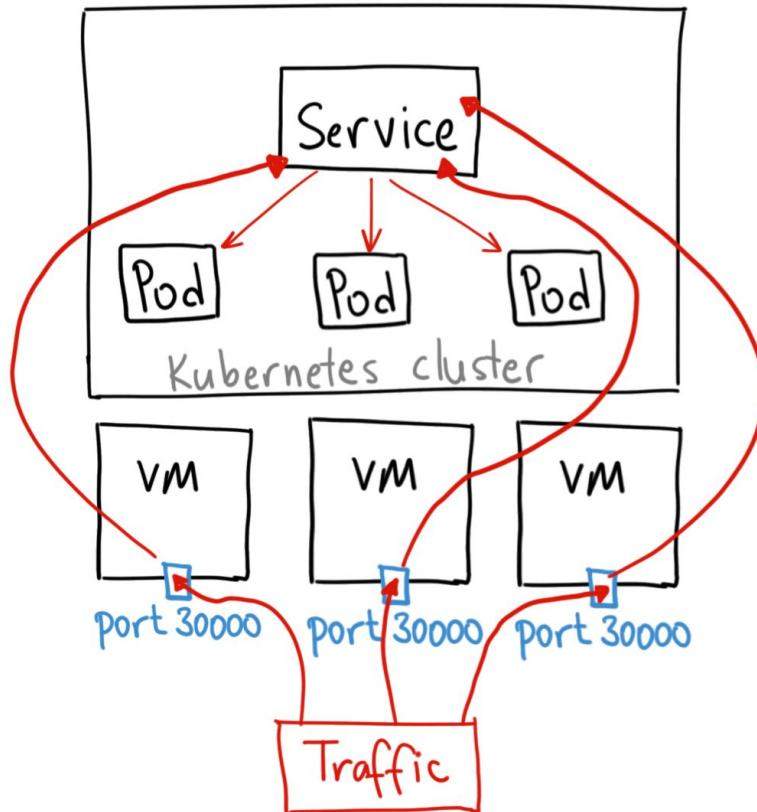 Service
Pod
Pod
Pod
Kubernetes cluster
VM
VM
VM
port 30000
port 30000
port 30000
Traffic